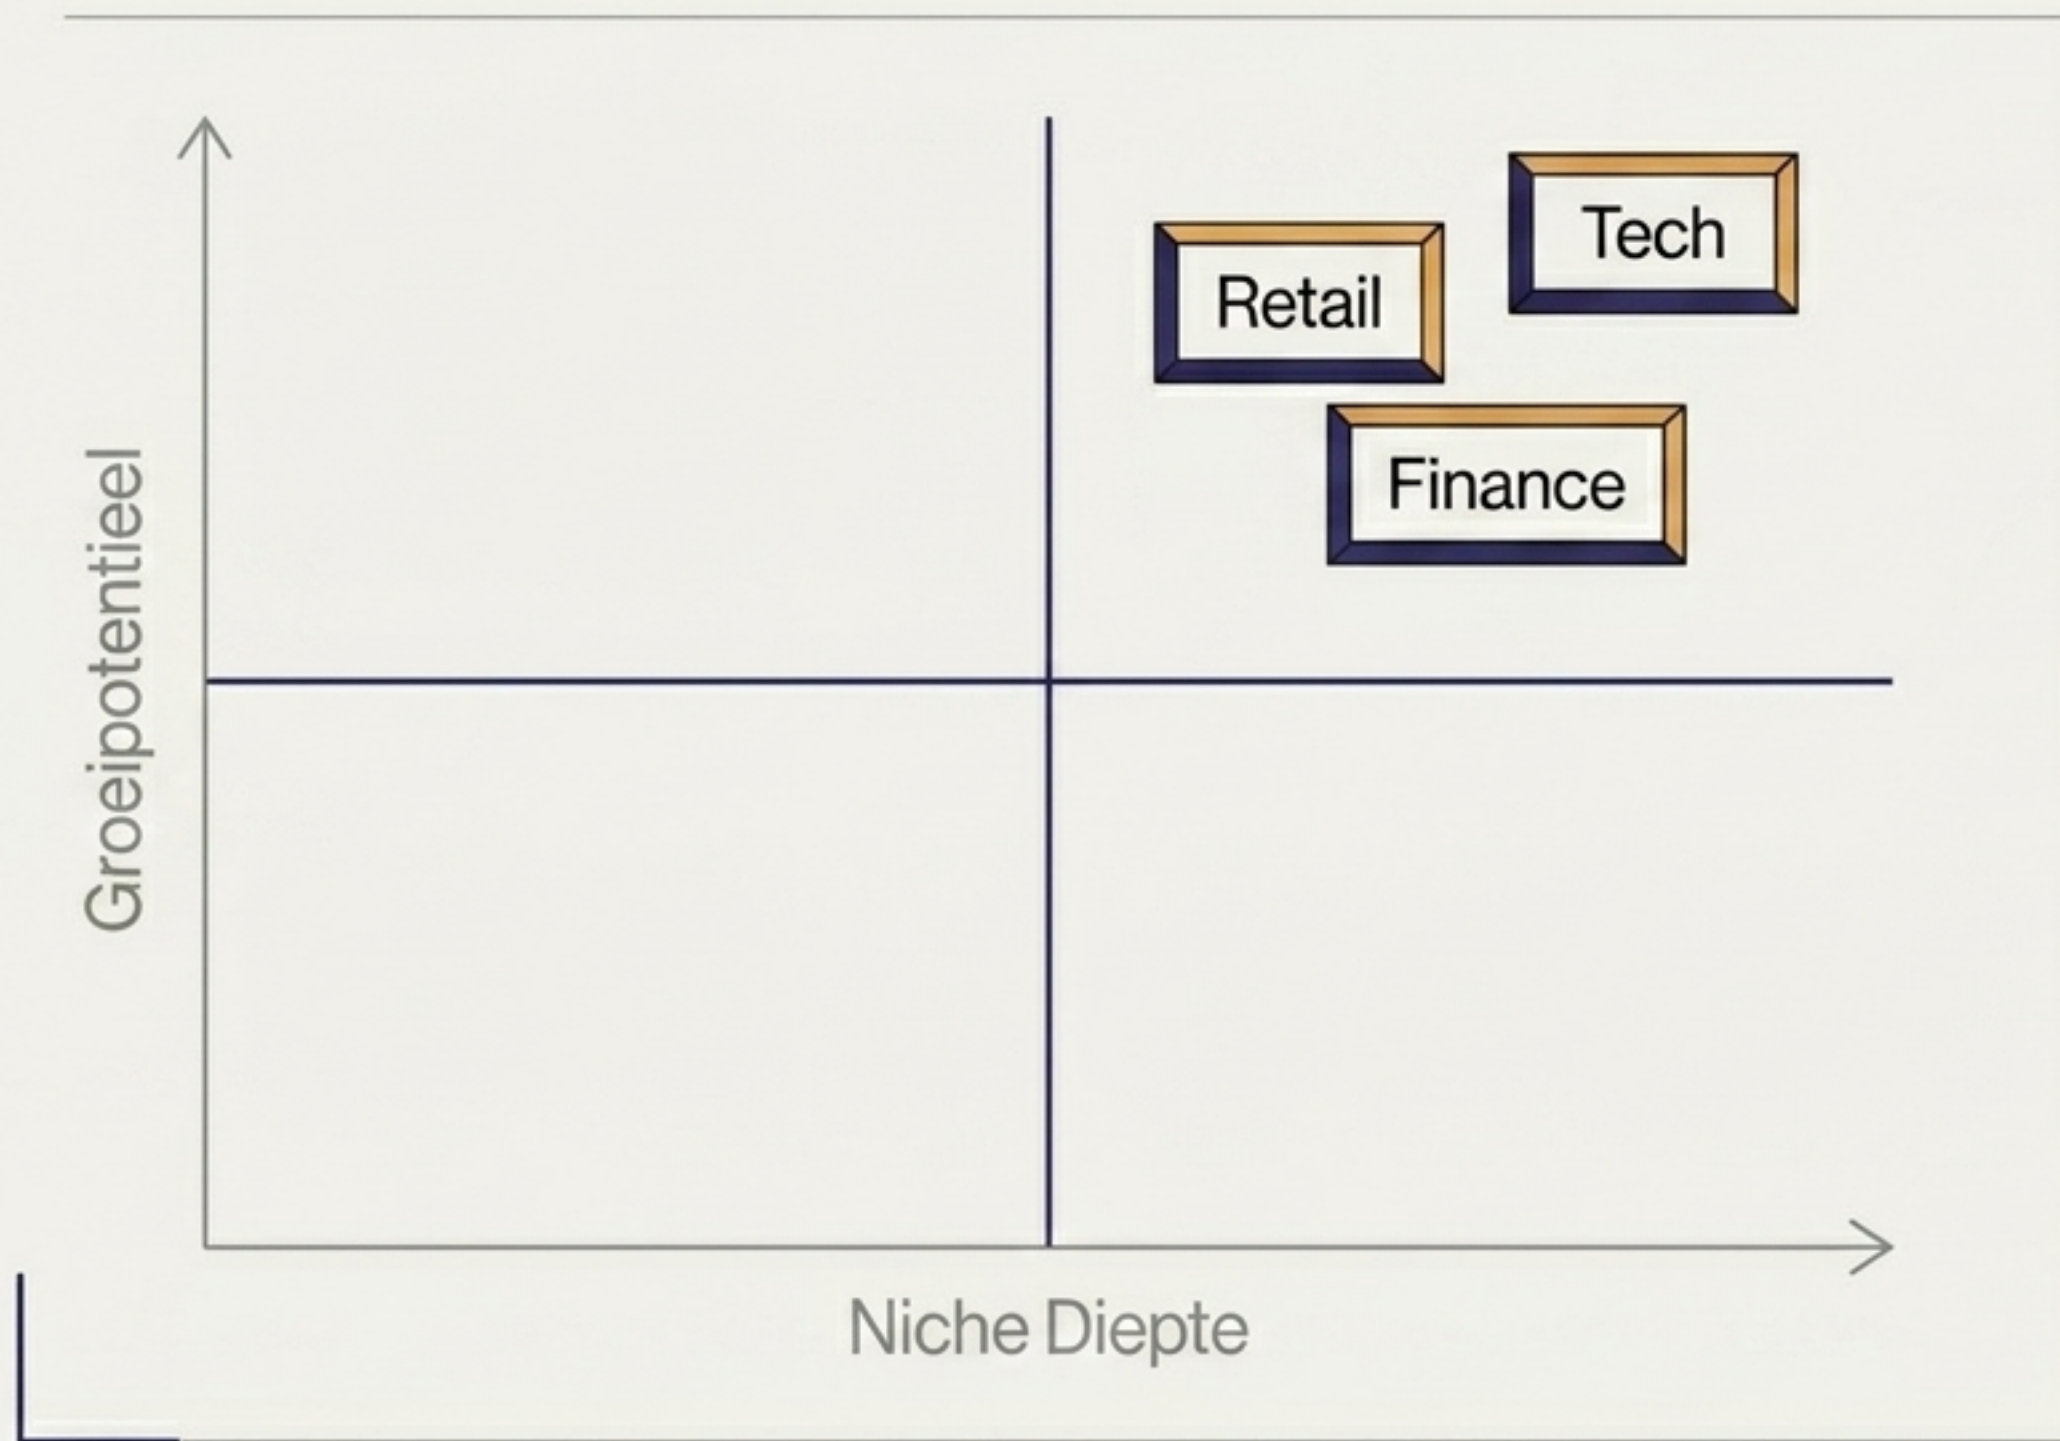 Tech
Retail
Finance
Groeipotentieel
Niche Diepte